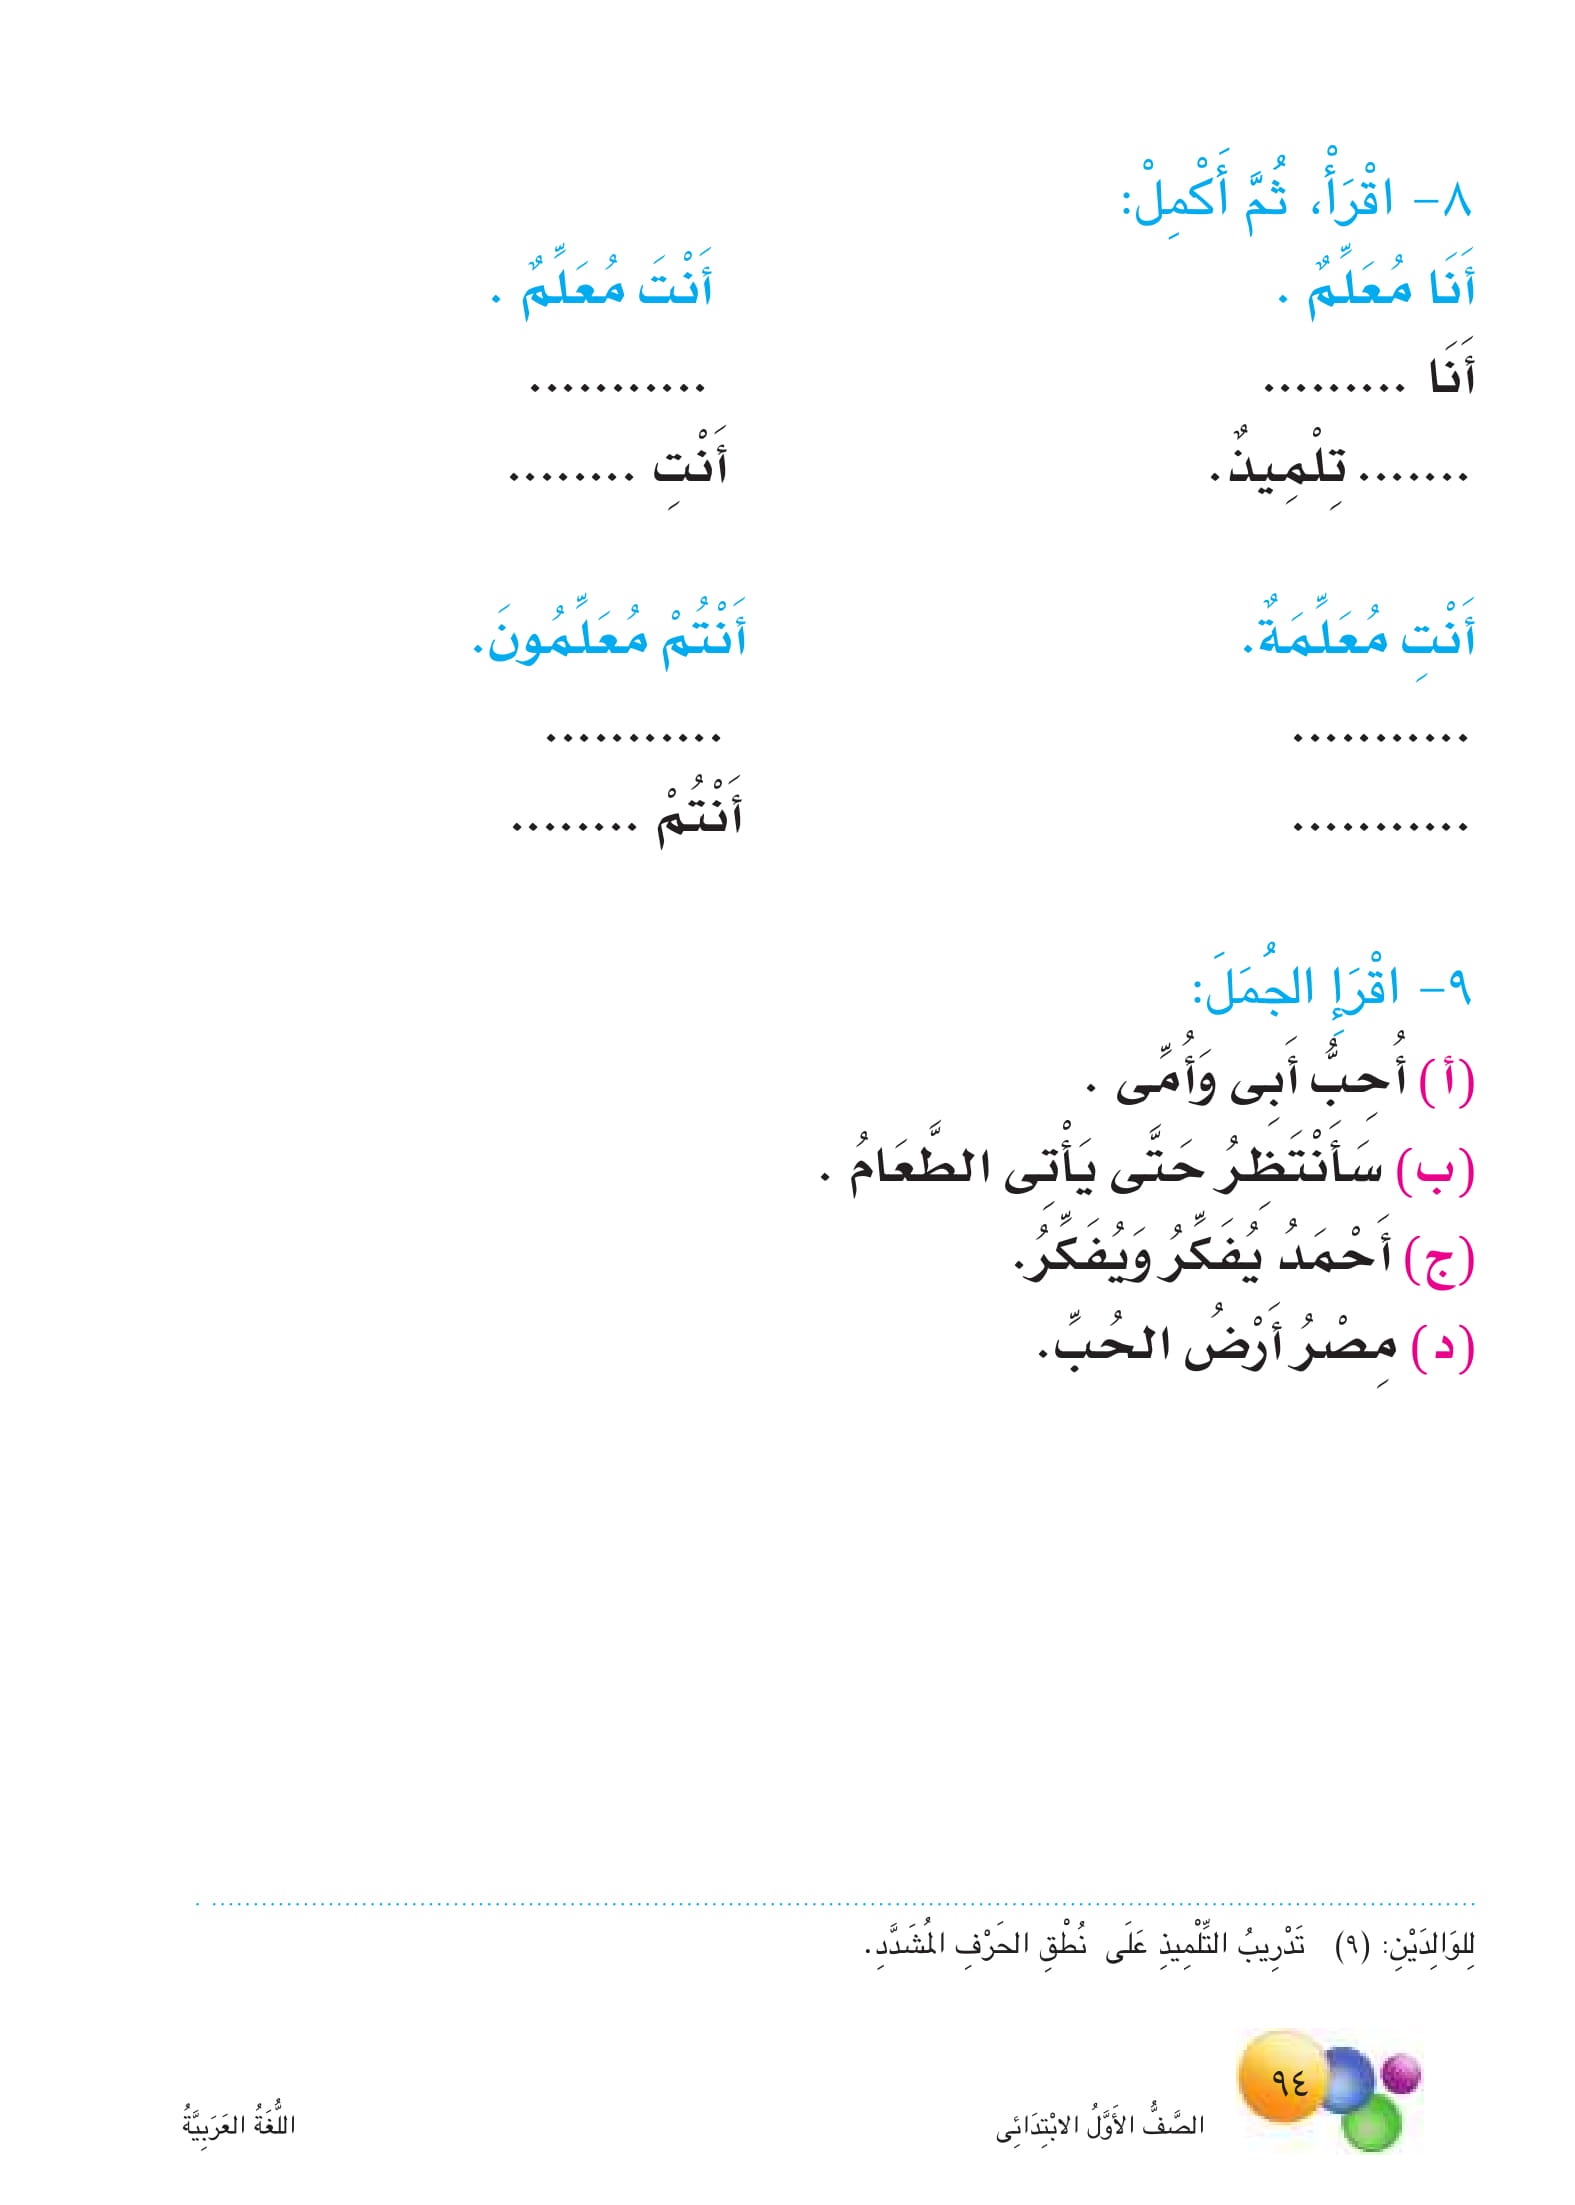 ٨- اقْرَأْ، ثُمَّ أَكْمِلْ:
أَنَا مُعَلِّمٌ .
أَنْتَ مُعَلِّمٌ .
أَنَا .........
...........
....... تِلْمِيذٌ.
أَنْتِ ........
أَنْتِ مُعَلِّمَةٌ.
أَنْتُمْ مُعَلِّمُونَ.
...........
...........
...........
أَنْتُمْ ........
٩- اقْرَإِ الجُمَلَ:
(أ) أُحِبُّ أَبِى وَأُمِّى .
(ب) سَأَنْتَظِرُ حَتَّى يَأْتِى الطَّعَامُ .
(ج) أَحْمَدُ يُفَكِّرُ وَيُفَكِّرُ.
(د) مِصْرُ أَرْضُ الحُبِّ.
لِلوَالِدَيْنِ: (٩) تَدْرِيبُ التِّلْمِيذِ عَلَى نُطْقِ الحَرْفِ المُشَدَّدِ.
٩٤
الصَّفُّ الأَوَّلُ الابْتِدَائِى
اللُّغَةُ العَرَبِيَّةُ